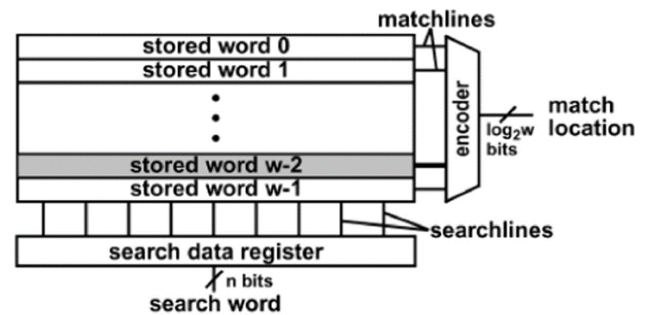 matchlines
stored word 0
stored word 1
stored word w-2
stored word w-1
encoder
log₂w
bits
match
location
searchlines
search data register
n bits
search word